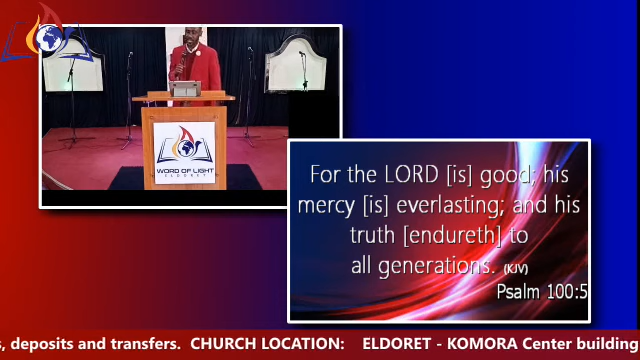 WORD OF LIGHT
ELDORET
For the LORD [is] good; his
mercy [is] everlasting; and his
truth [endureth] to
all generations. (KJV)
Psalm 100:5
s, deposits and transfers. CHURCH LOCATION: ELDORET - KOMORA Center building